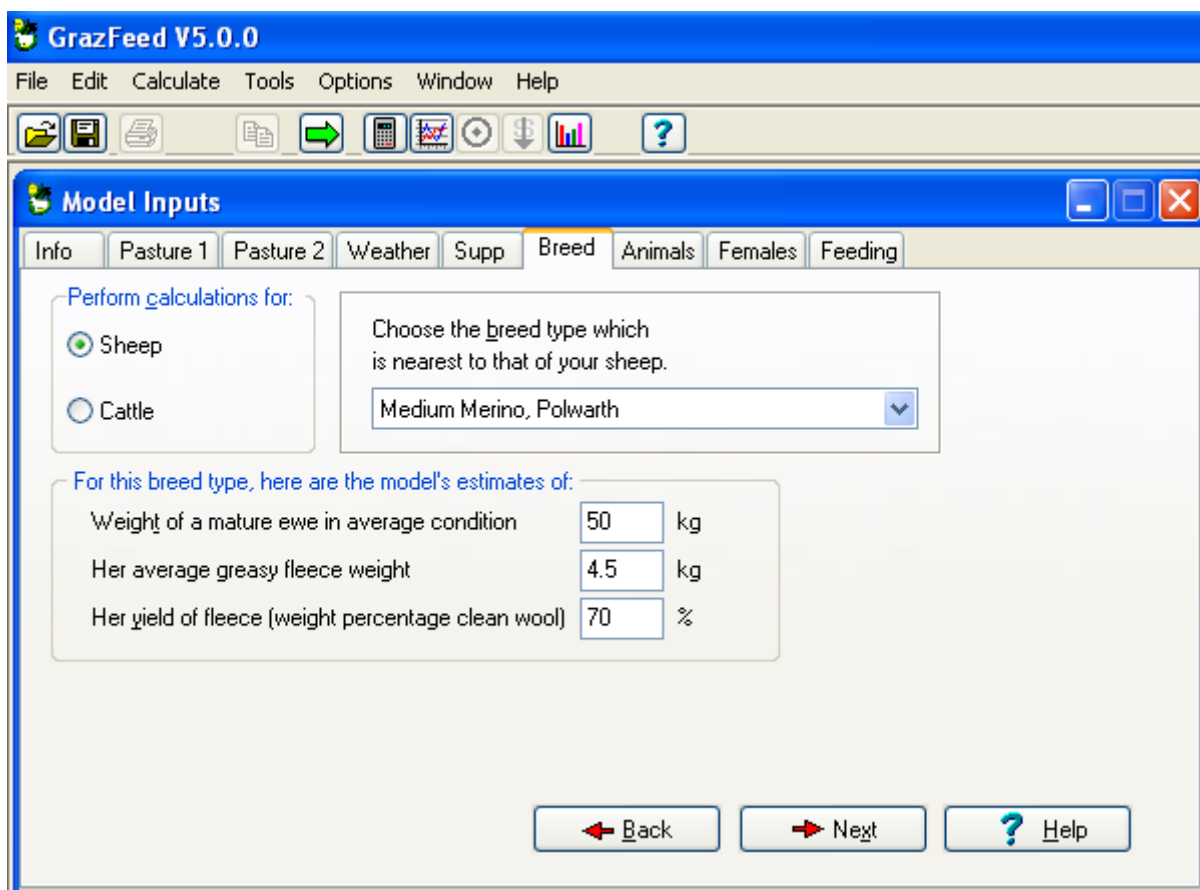 GrazFeed V5.0.0
File Edit Calculate Tools Options Window Help
?
Model Inputs
Info Pasture 1 Pasture 2 Weather Supp Breed Animals Females Feeding
Perform calculations for:
Sheep
Cattle
Choose the breed type which
is nearest to that of your sheep.
Medium Merino, Polwarth
For this breed type, here are the model's estimates of:
Weight of a mature ewe in average condition 50 kg
Her average greasy fleece weight 4.5 kg
Her yield of fleece (weight percentage clean wool) 70 %
Back Next ? Help